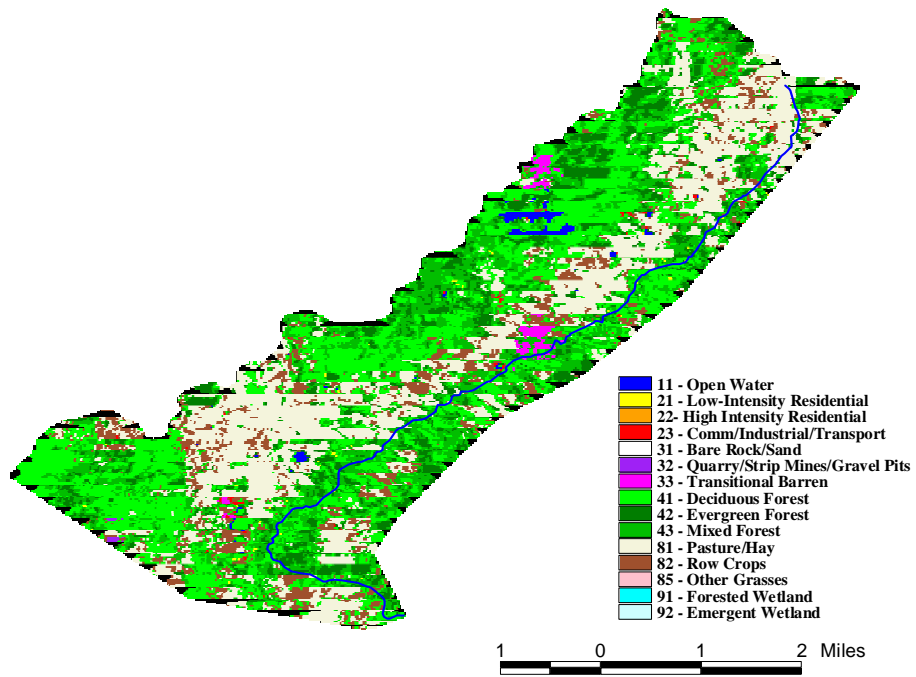 11 - Open Water
21 - Low-Intensity Residential
22- High Intensity Residential
23 - Comm/Industrial/Transport
31 - Bare Rock/Sand
32 - Quarry/Strip Mines/Gravel Pits
33 - Transitional Barren
41 - Deciduous Forest
42 - Evergreen Forest
43 - Mixed Forest
81 - Pasture/Hay
82 - Row Crops
85 - Other Grasses
91 - Forested Wetland
92 - Emergent Wetland
1 0 1 2 Miles